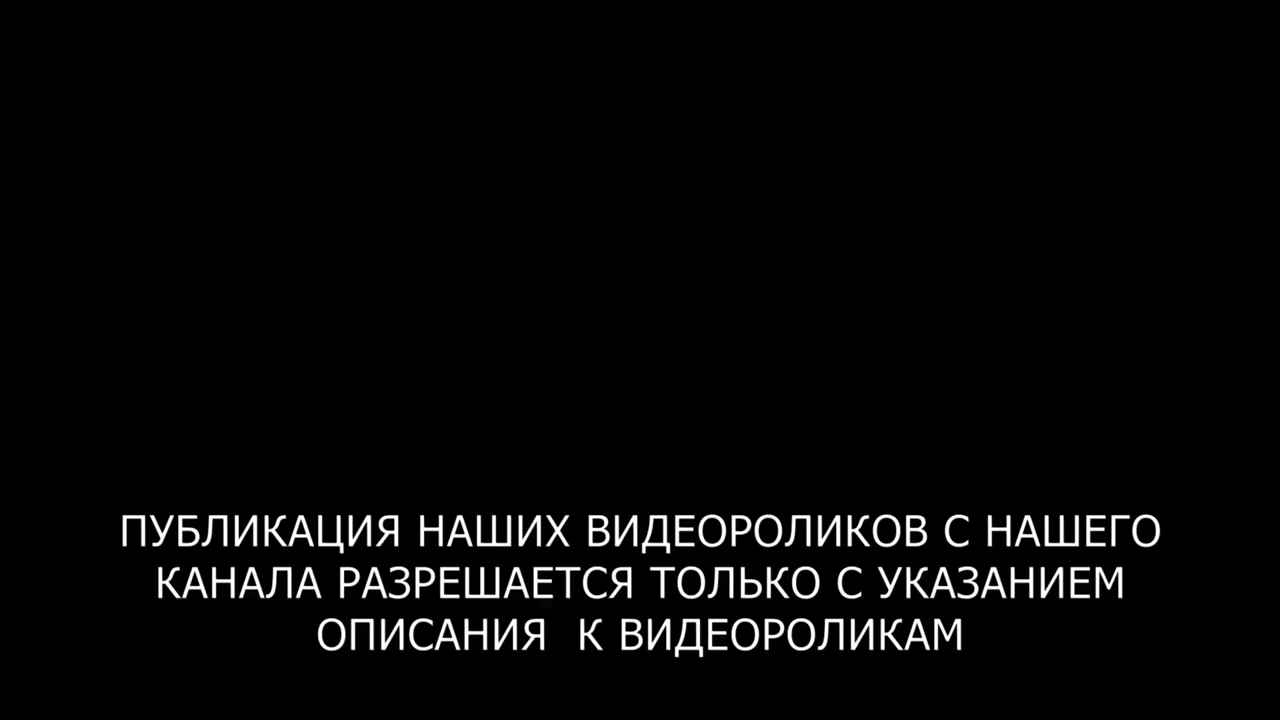 ПУБЛИКАЦИЯ НАШИХ ВИДЕОРОЛИКОВ С НАШЕГО
КАНАЛА РАЗРЕШАЕТСЯ ТОЛЬКО С УКАЗАНИЕМ
ОПИСАНИЯ К ВИДЕОРОЛИКАМ